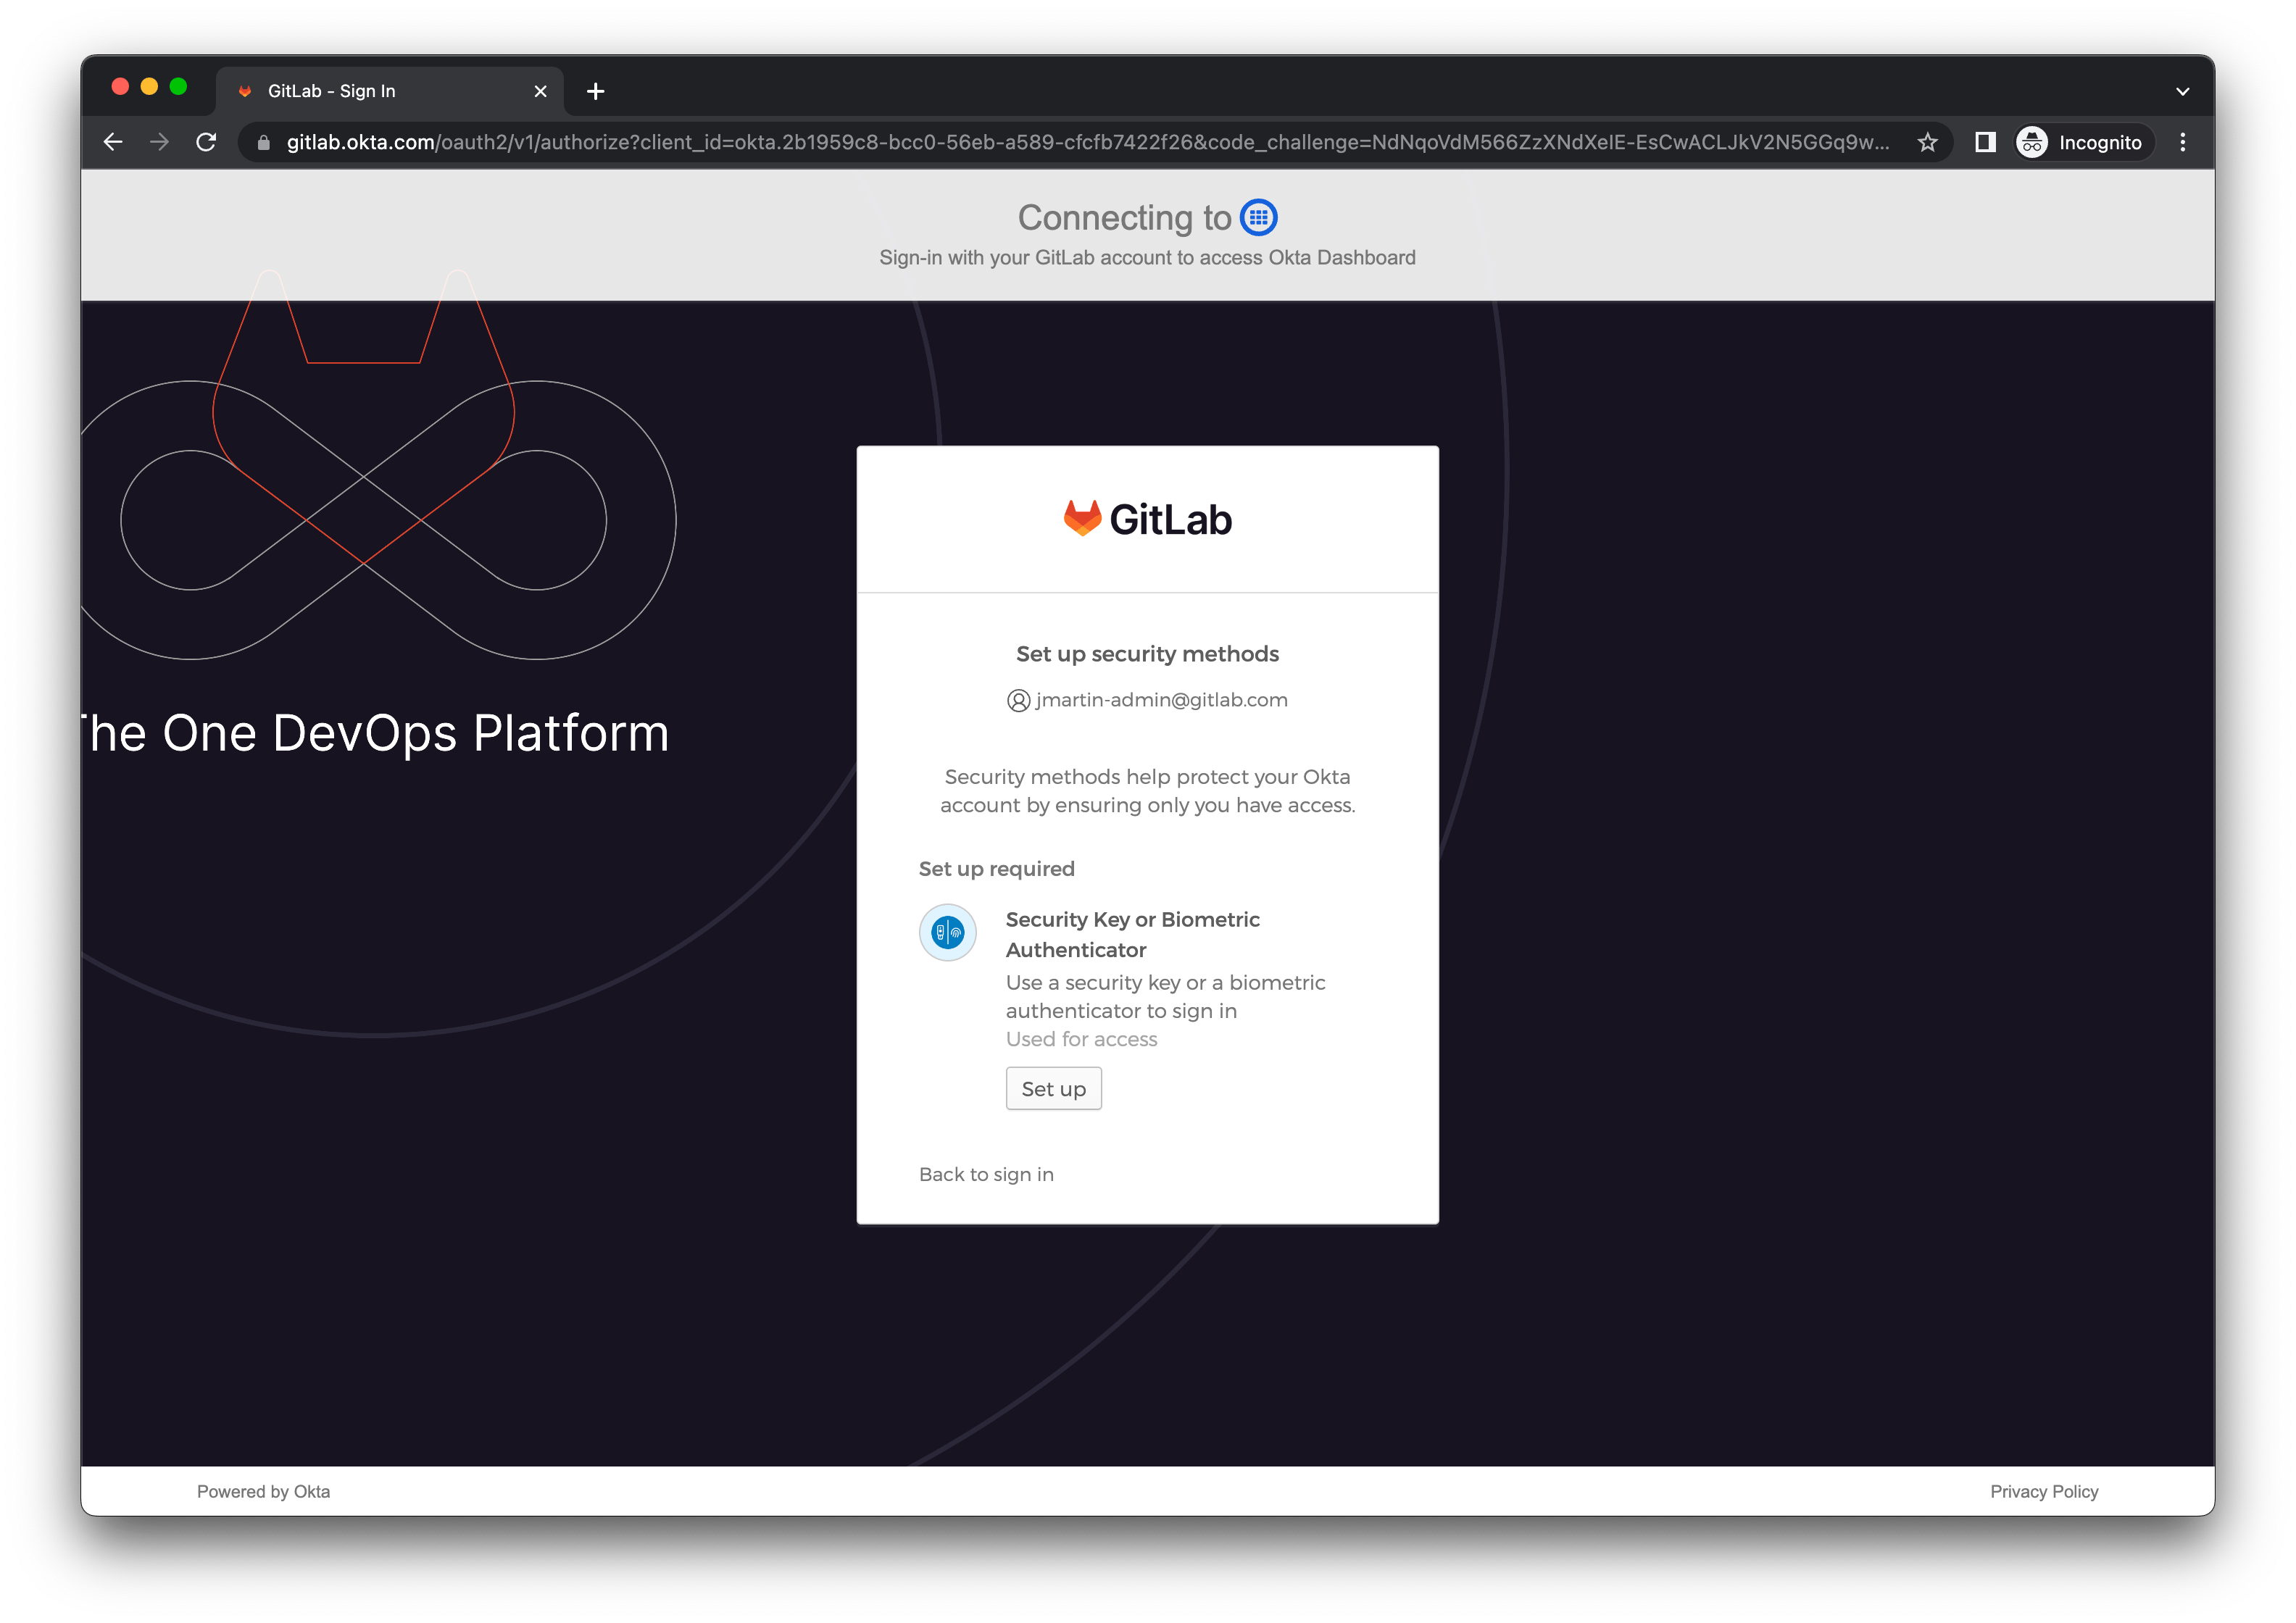 GitLab - Sign In
gitlab.okta.com/oauth2/v1/authorize?client_id=okta.2b1959c8-bcc0-56eb-a589-cfcfb7422f26&code_challenge=NdNqoVdM566ZzXNdXeIE-EsCwACLJkV2N5GGq9w...
Incognito
Connecting to
Sign-in with your GitLab account to access Okta Dashboard
he One DevOps Platform
GitLab
Set up security methods
jmartin-admin@gitlab.com
Security methods help protect your Okta
account by ensuring only you have access.
Set up required
Security Key or Biometric
Authenticator
Use a security key or a biometric
authenticator to sign in
Used for access
Set up
Back to sign in
Powered by Okta
Privacy Policy